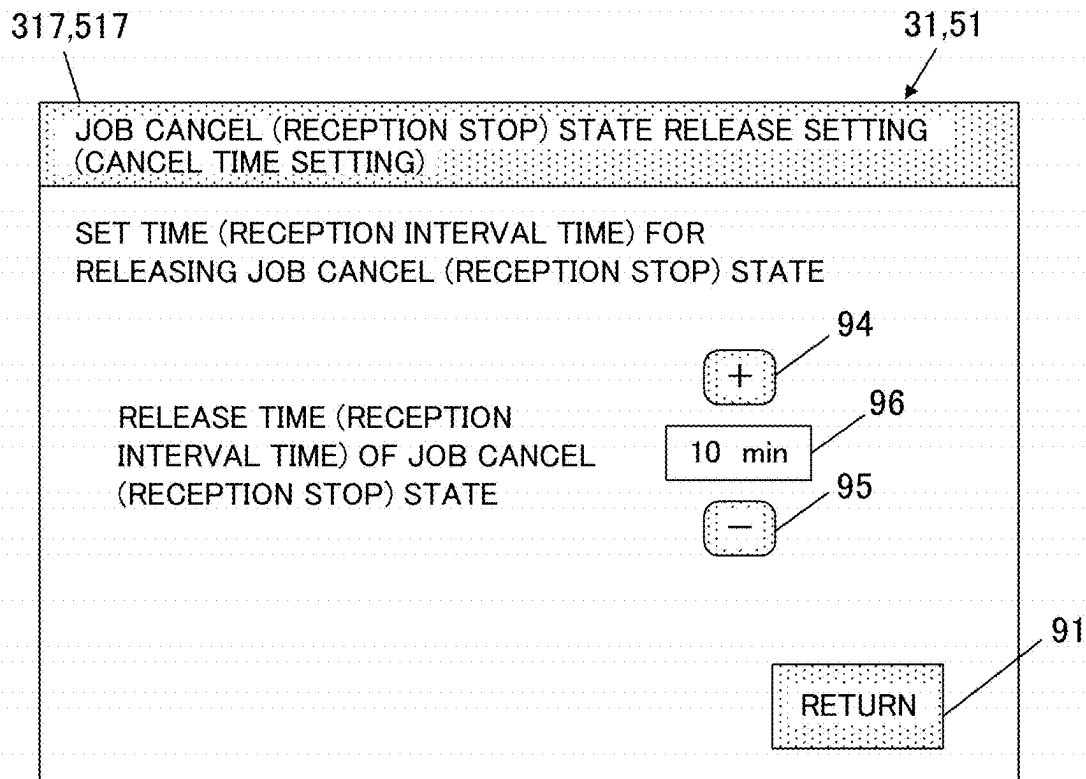 317,517
31,51
JOB CANCEL (RECEPTION STOP) STATE RELEASE SETTING
(CANCEL TIME SETTING)
SET TIME (RECEPTION INTERVAL TIME) FOR
RELEASING JOB CANCEL (RECEPTION STOP) STATE
94
+
RELEASE TIME (RECEPTION
INTERVAL TIME) OF JOB CANCEL
(RECEPTION STOP) STATE
96
10 min
95
−
91
RETURN